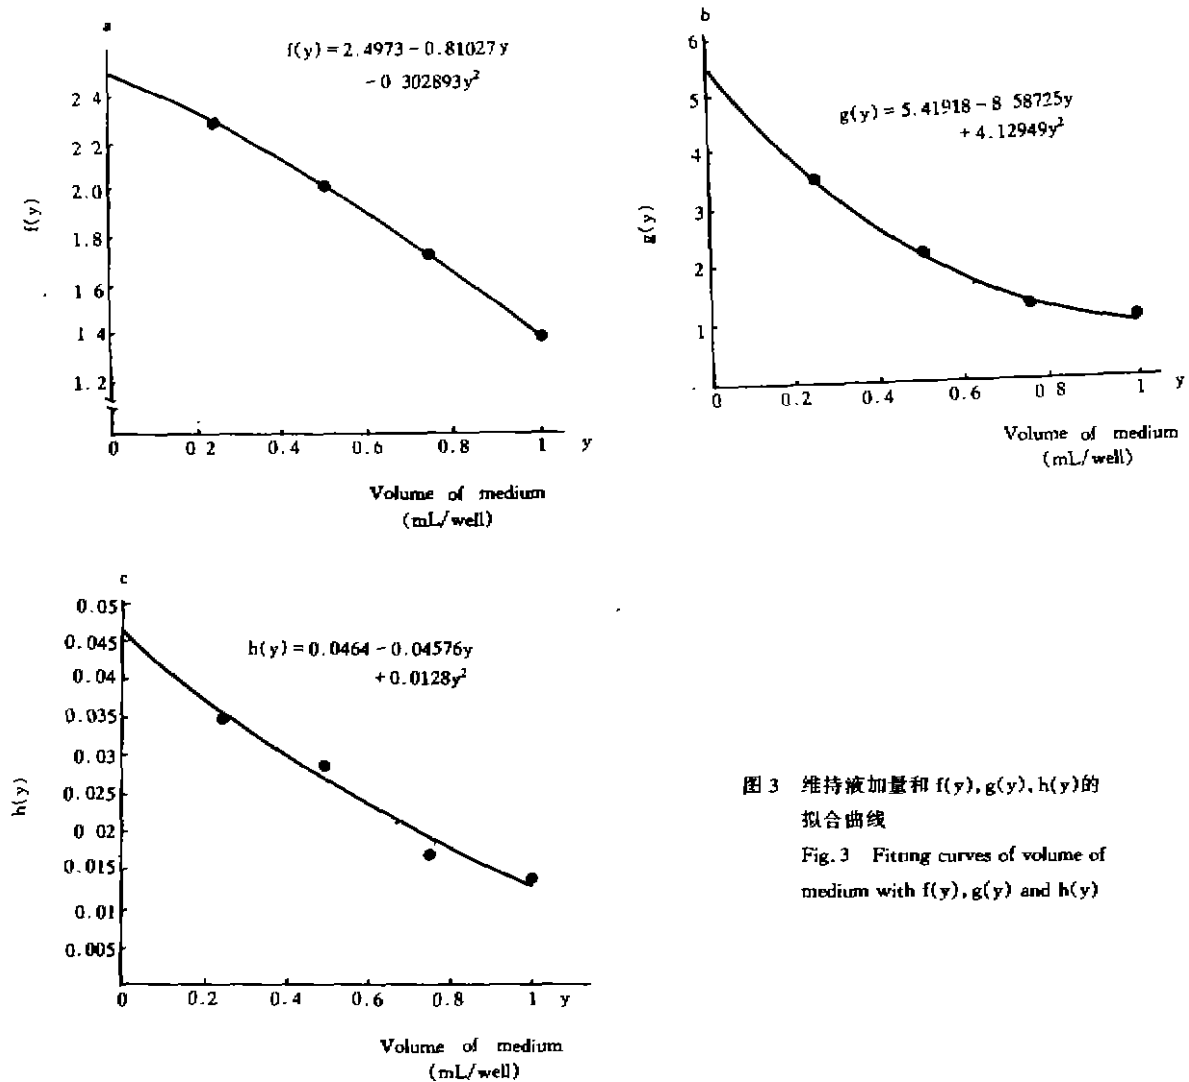 a
f(y) = 2.4973 - 0.81027y
- 0 302893y²
2 4
2 2
2.0
1.8
1 6
1 4
1.2
f(y)
0 0.2 0.4 0.6 0.8 1 y
Volume of medium
(mL/well)
b
g(y) = 5.41918 - 8 58725y
+ 4.12949y²
6
5
4
3
2
1
g(y)
0 0.2 0.4 0.6 0 8 1 y
Volume of medium
(mL/well)
c
h(y) = 0.0464 - 0.04576y
+ 0.0128y²
0.05
0.045
0.04
0.035
0.03
0.025
0 02
0.015
0.01
0.005
h(y)
0 0.2 0.4 0.6 0.8 1 y
Volume of medium
(mL/well)
图 3 维持液加量和 f(y), g(y), h(y)的
拟合曲线
Fig. 3 Fitting curves of volume of
medium with f(y), g(y) and h(y)